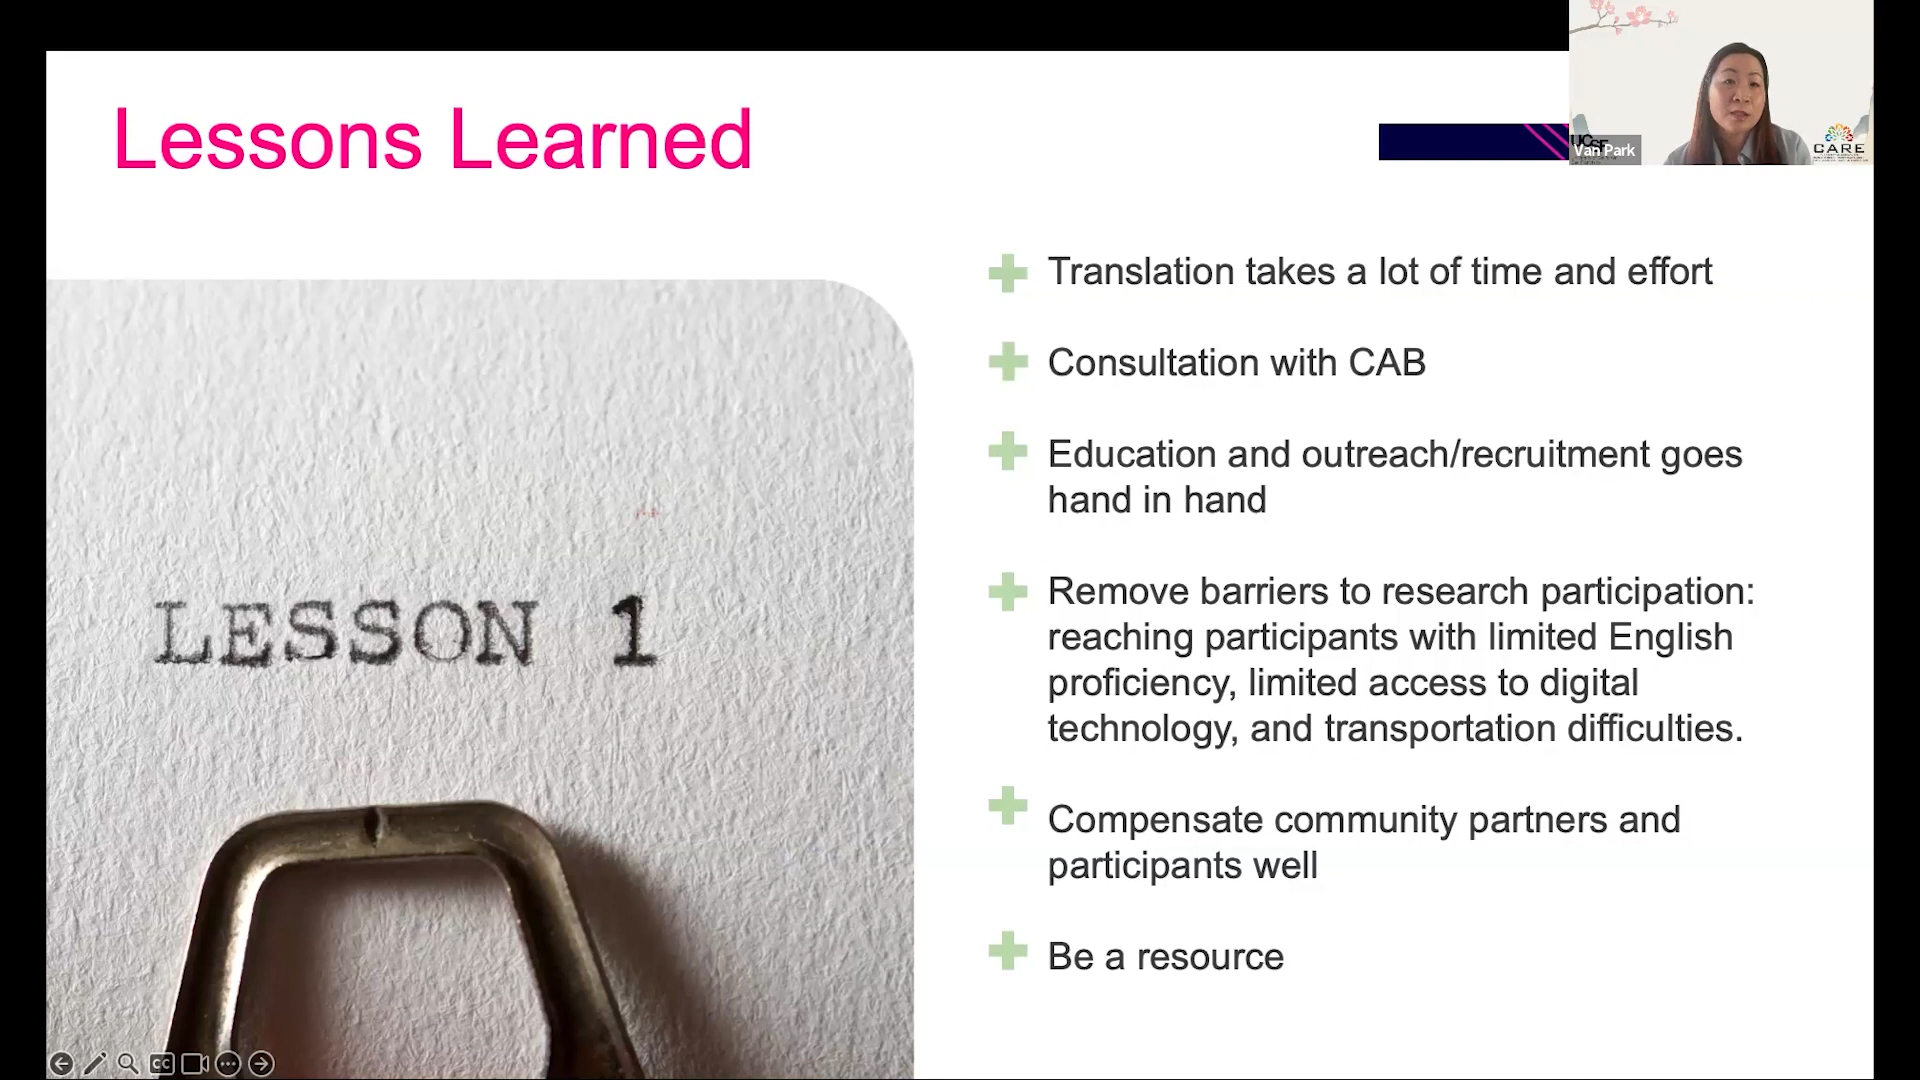 Lessons Learned
UCSF
Van Park
CARE
Translation takes a lot of time and effort
Consultation with CAB
Education and outreach/recruitment goes
hand in hand
Remove barriers to research participation:
reaching participants with limited English
proficiency, limited access to digital
technology, and transportation difficulties.
Compensate community partners and
participants well
Be a resource
LESSON 1
CC